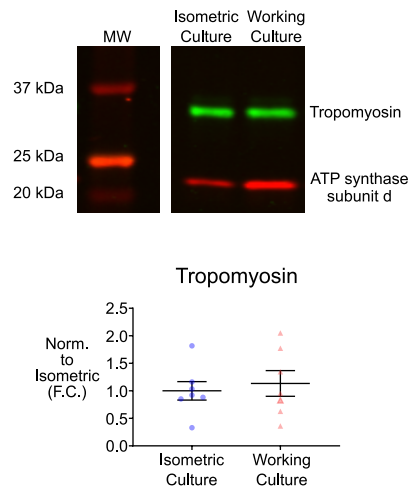 MW
Isometric
Culture
Working
Culture
37 kDa
25 kDa
20 kDa
Tropomyosin
ATP synthase
subunit d
Tropomyosin
Norm.
to
Isometric
(F.C.)
2.5
2.0
1.5
1.0
0.5
0.0
Isometric
Culture
Working
Culture